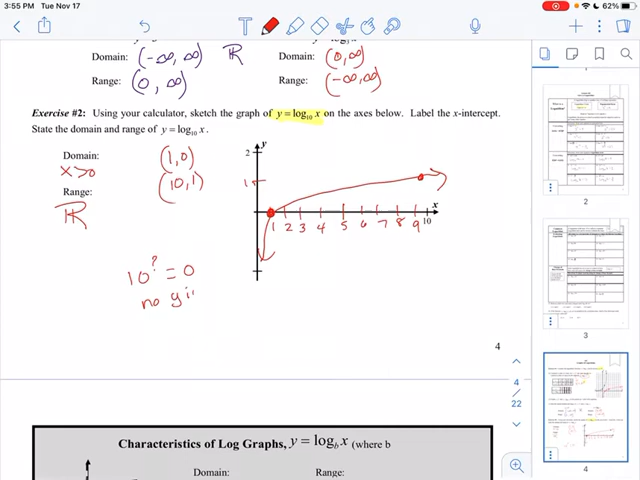 3:55 PM Tue Nov 17
62%
T
Domain: (-∞, ∞) ℝ Domain: (0, ∞)
Range: (0, ∞) Range: (-∞, ∞)
Exercise #2: Using your calculator, sketch the graph of y = log₁₀ x on the axes below. Label the x-intercept.
State the domain and range of y = log₁₀ x.
Domain: (1, 0)
x>0 (10, 1)
Range:
ℝ
y
2
1
x
1 2 3 4 5 6 7 8 9 10
10^? = 0
no y i
4
4
22
2
3
4
Characteristics of Log Graphs, y = log_b x (where b
Domain: Range: